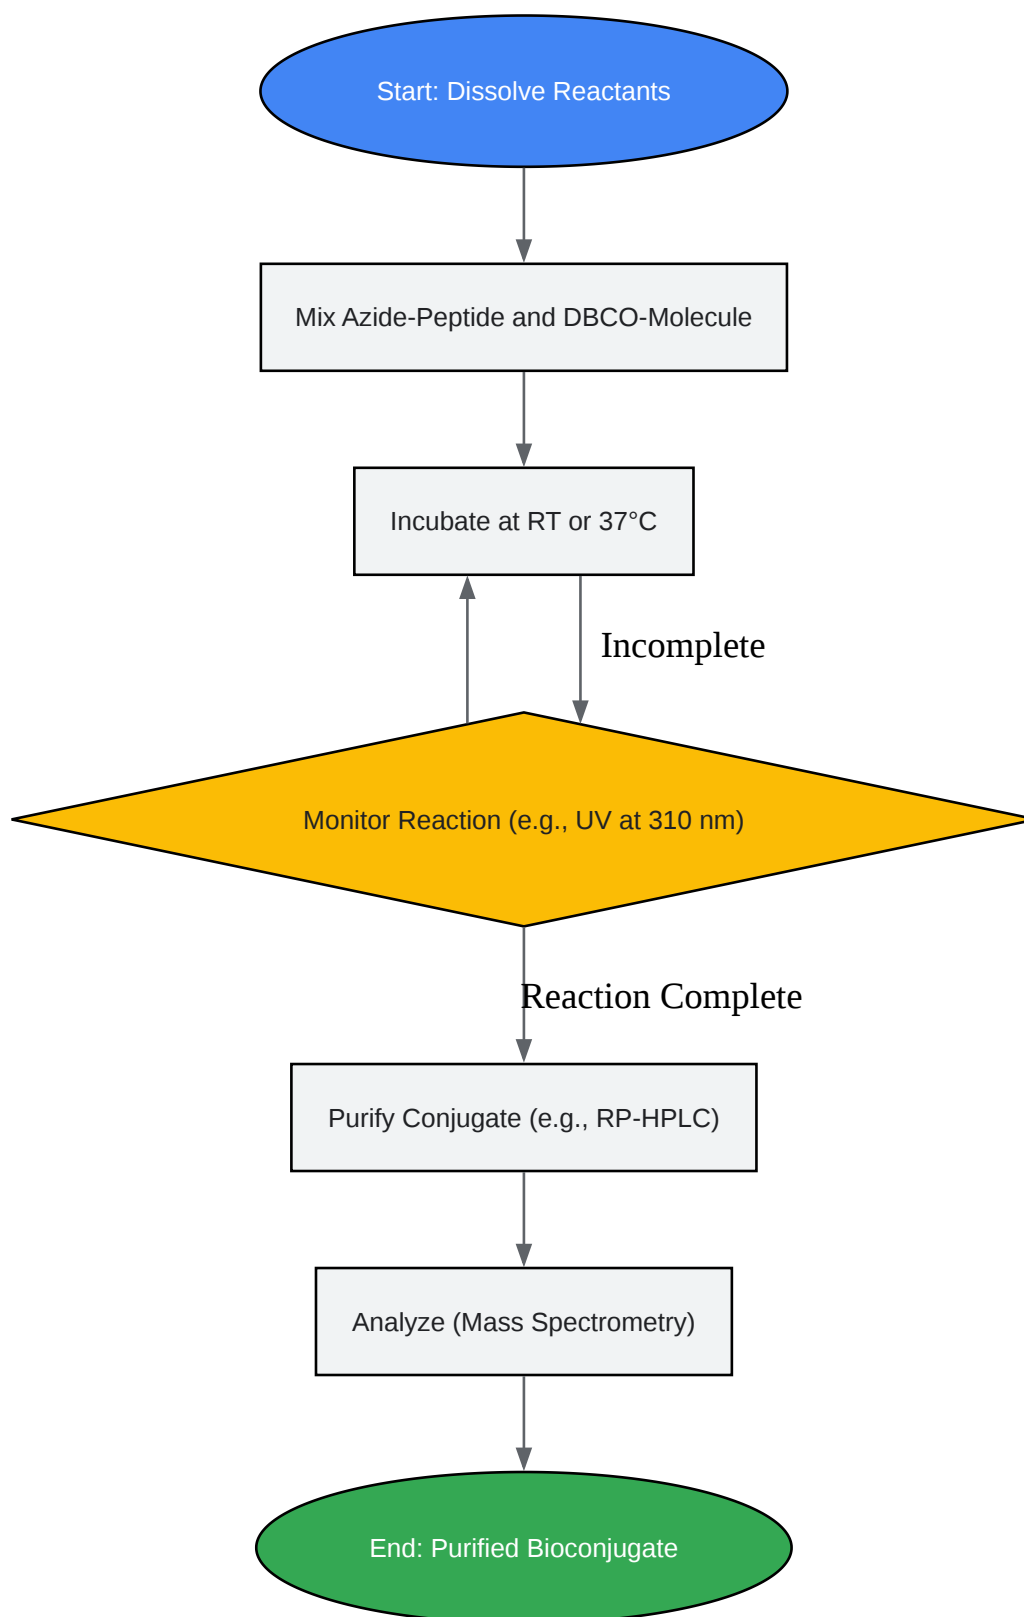 Start: Dissolve Reactants
Mix Azide-Peptide and DBCO-Molecule
Incubate at RT or 37°C
Incomplete
Monitor Reaction (e.g., UV at 310 nm)
Reaction Complete
Purify Conjugate (e.g., RP-HPLC)
Analyze (Mass Spectrometry)
End: Purified Bioconjugate